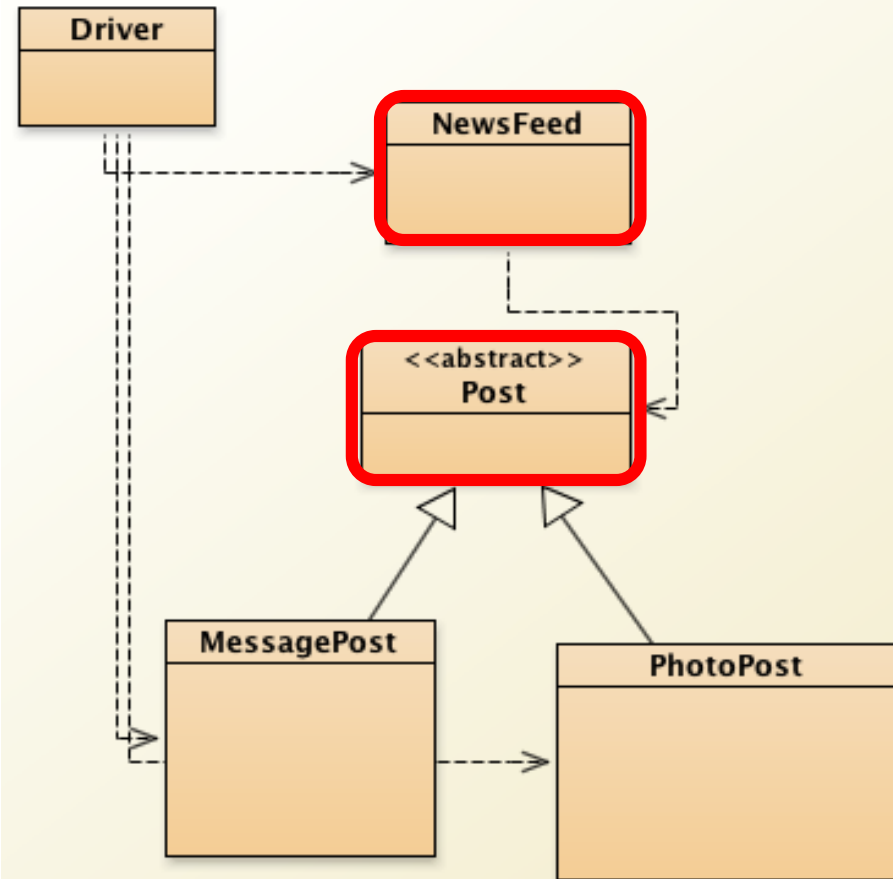 Driver
NewsFeed
<<abstract>>
Post
MessagePost
PhotoPost